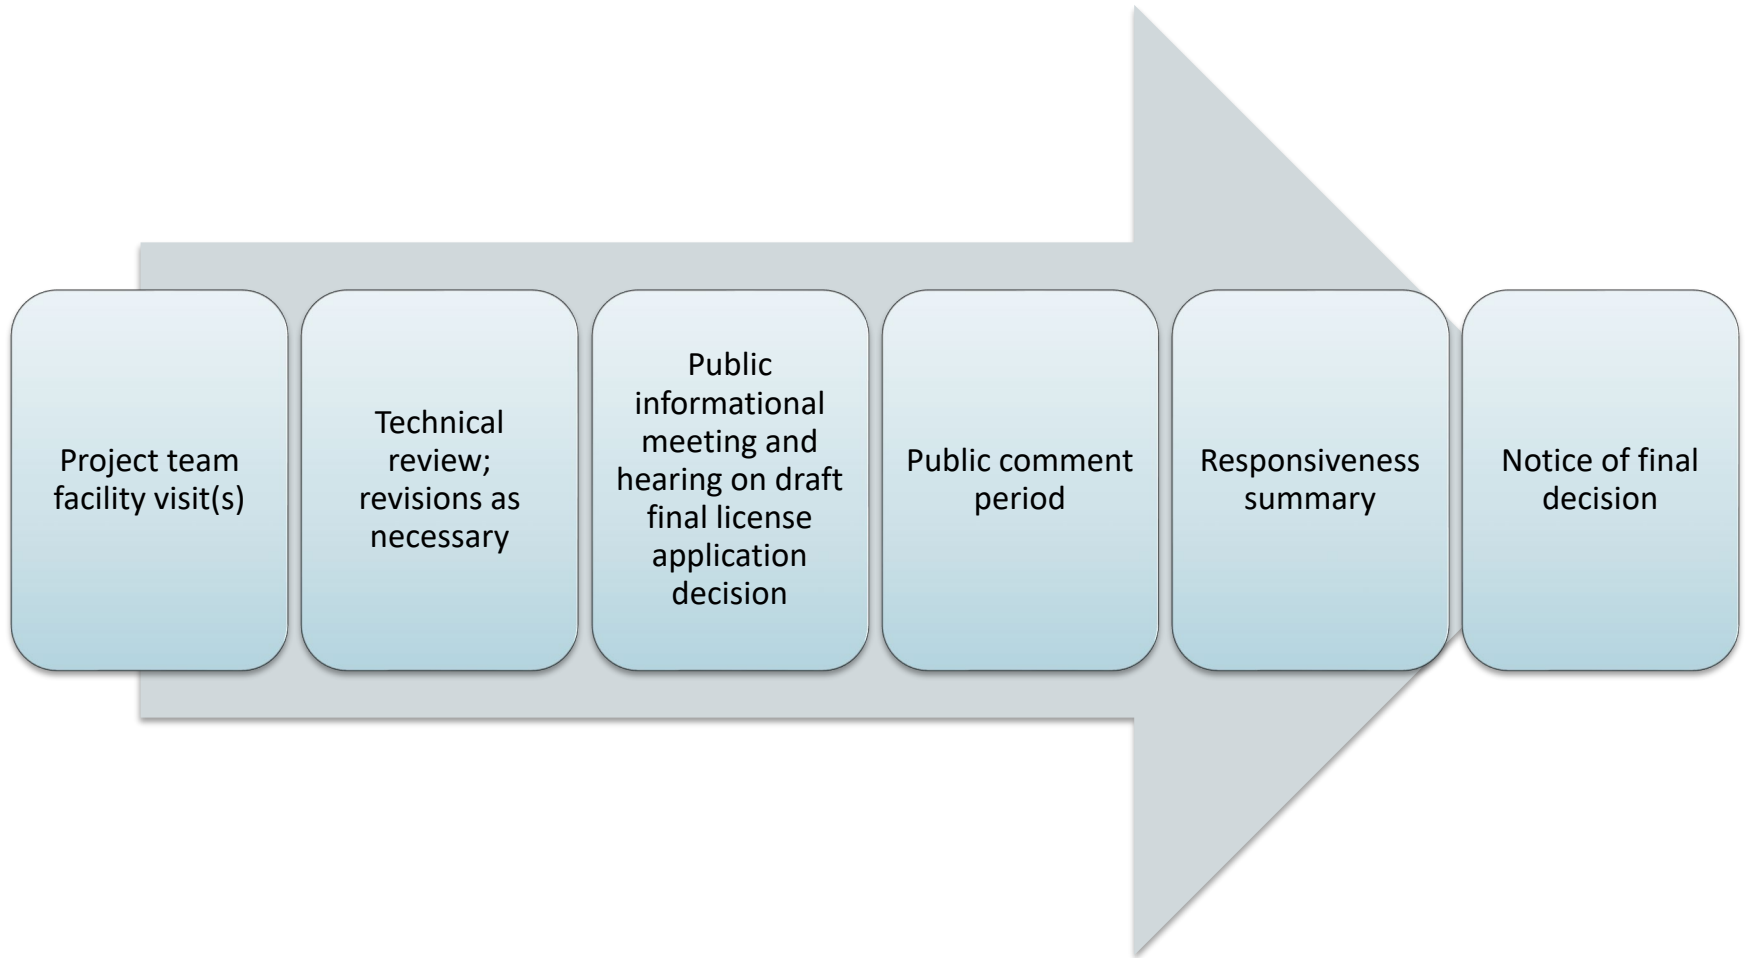 Project team
facility visit(s)
Technical
review;
revisions as
necessary
Public
informational
meeting and
hearing on draft
final license
application
decision
Public comment
period
Responsiveness
summary
Notice of final
decision